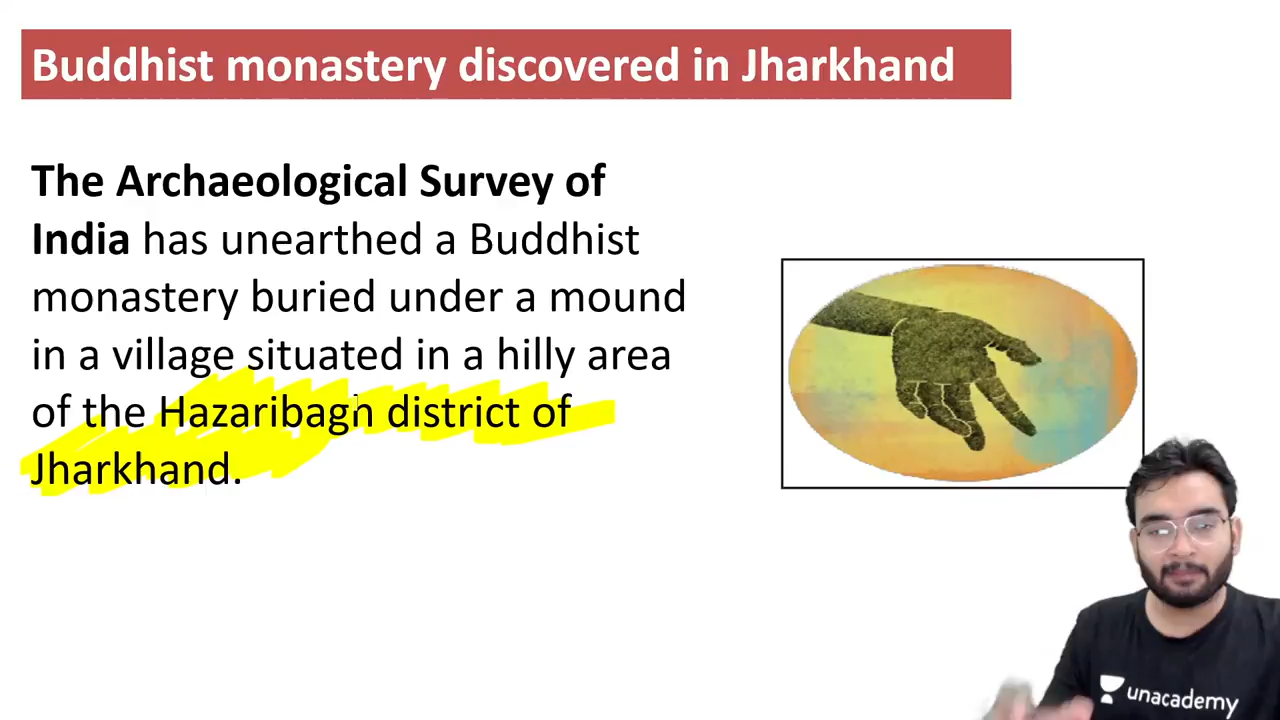 Buddhist monastery discovered in Jharkhand
The Archaeological Survey of
India has unearthed a Buddhist
monastery buried under a mound
in a village situated in a hilly area
of the Hazaribagh district of
Jharkhand.
unacademy